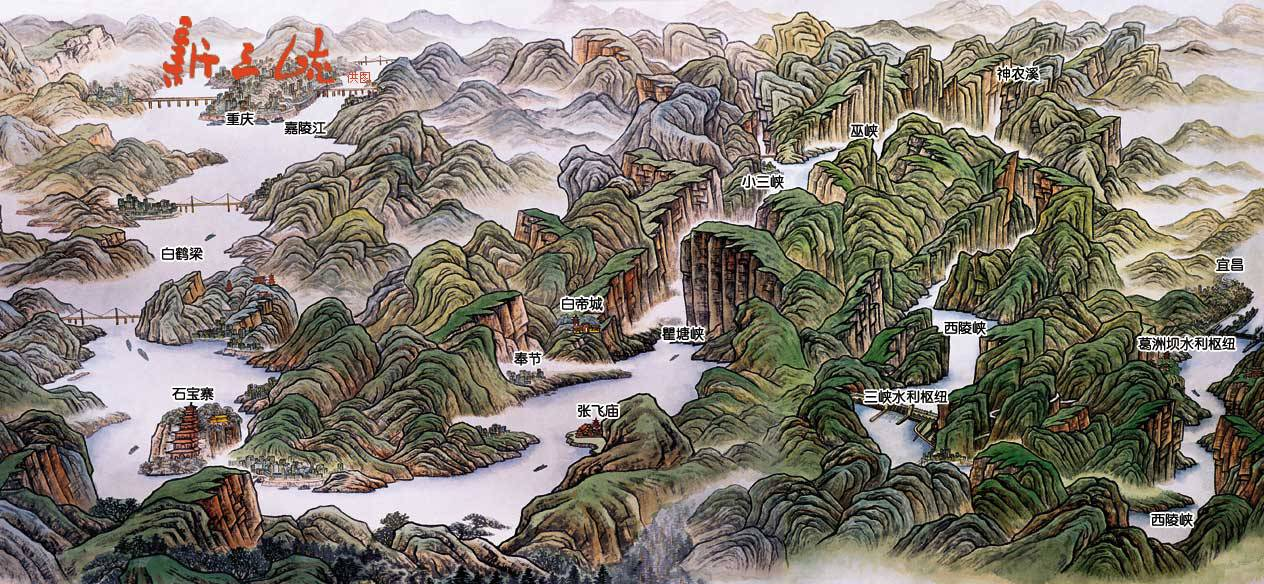 新三峡
供图
神农溪
重庆
嘉陵江
巫峡
小三峡
白鹤梁
宜昌
白帝城
瞿塘峡
西陵峡
葛洲坝水利枢纽
奉节
石宝寨
张飞庙
三峡水利枢纽
西陵峡